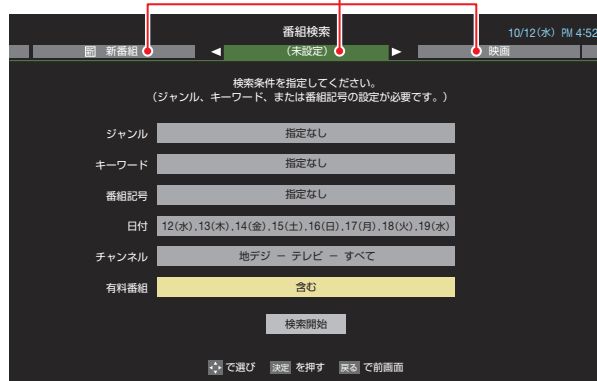 番組検索
10/12(水) PM 4:52
新番組
(未設定)
映画
検索条件を指定してください。
(ジャンル、キーワード、または番組記号の設定が必要です。)
ジャンル 指定なし
キーワード 指定なし
番組記号 指定なし
日付 12(水),13(木),14(金),15(土),16(日),17(月),18(火),19(水)
チャンネル 地デジ － テレビ － すべて
有料番組 含む
検索開始
で選び 決定 を押す 戻る で前画面